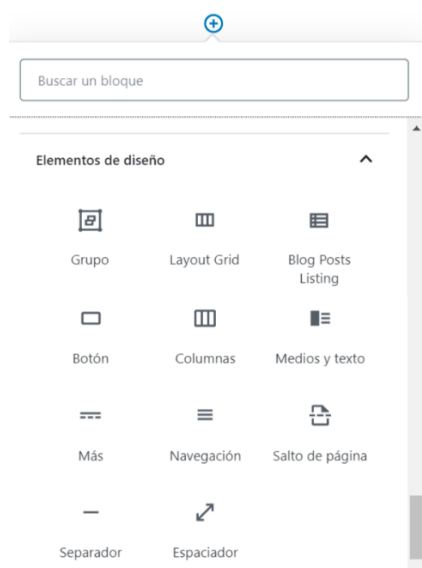 Buscar un bloque
Elementos de diseño
Grupo
Layout Grid
Blog Posts
Listing
Botón
Columnas
Medios y texto
Más
Navegación
Salto de página
Separador
Espaciador